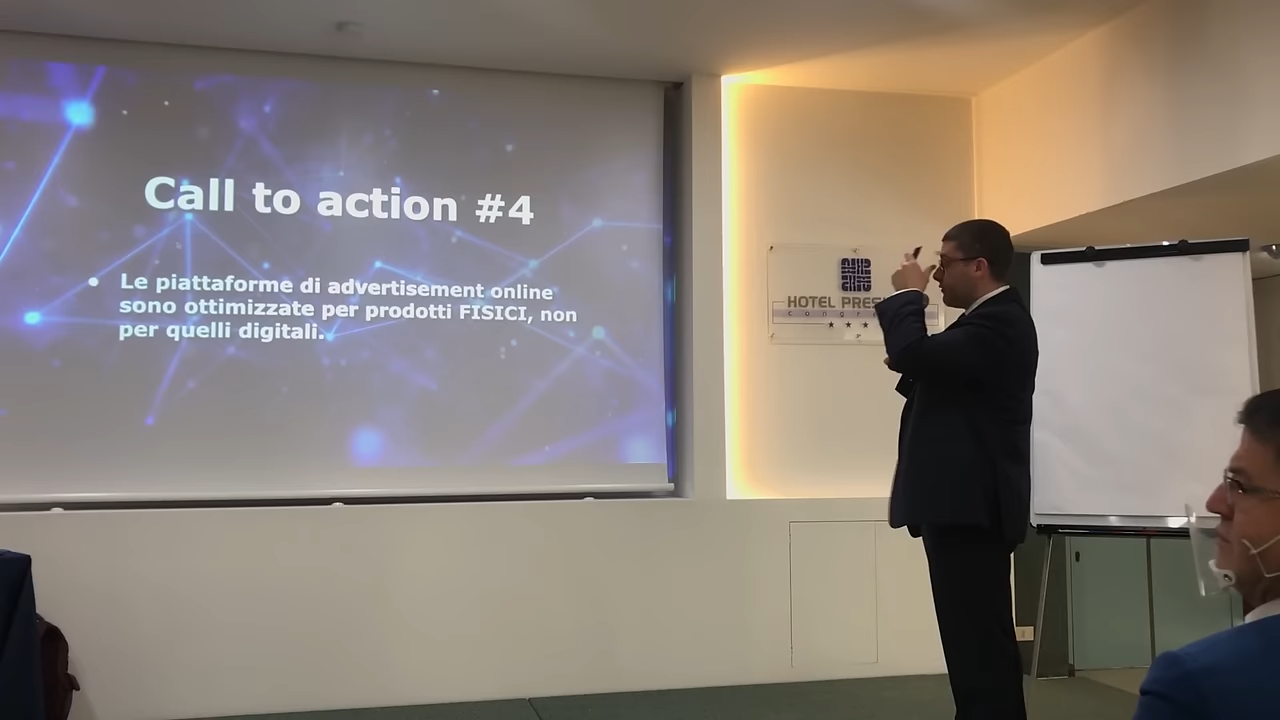 Call to action #4
• Le piattaforme di advertisement online
sono ottimizzate per prodotti FISICI, non
per quelli digitali.
HOTEL